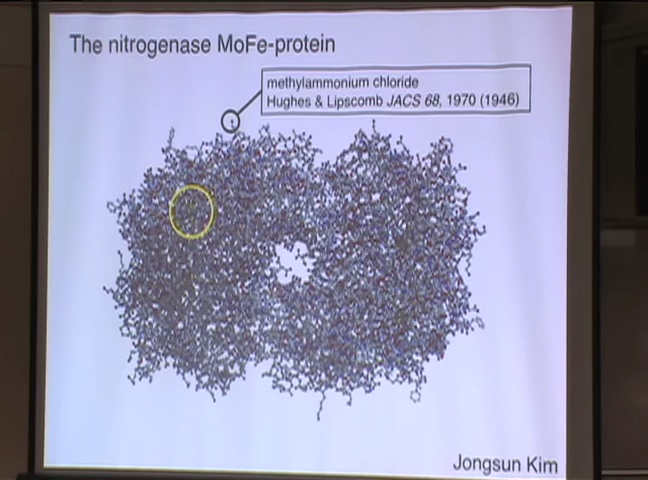 The nitrogenase MoFe-protein
methylammonium chloride
Hughes & Lipscomb JACS 68, 1970 (1946)
Jongsun Kim